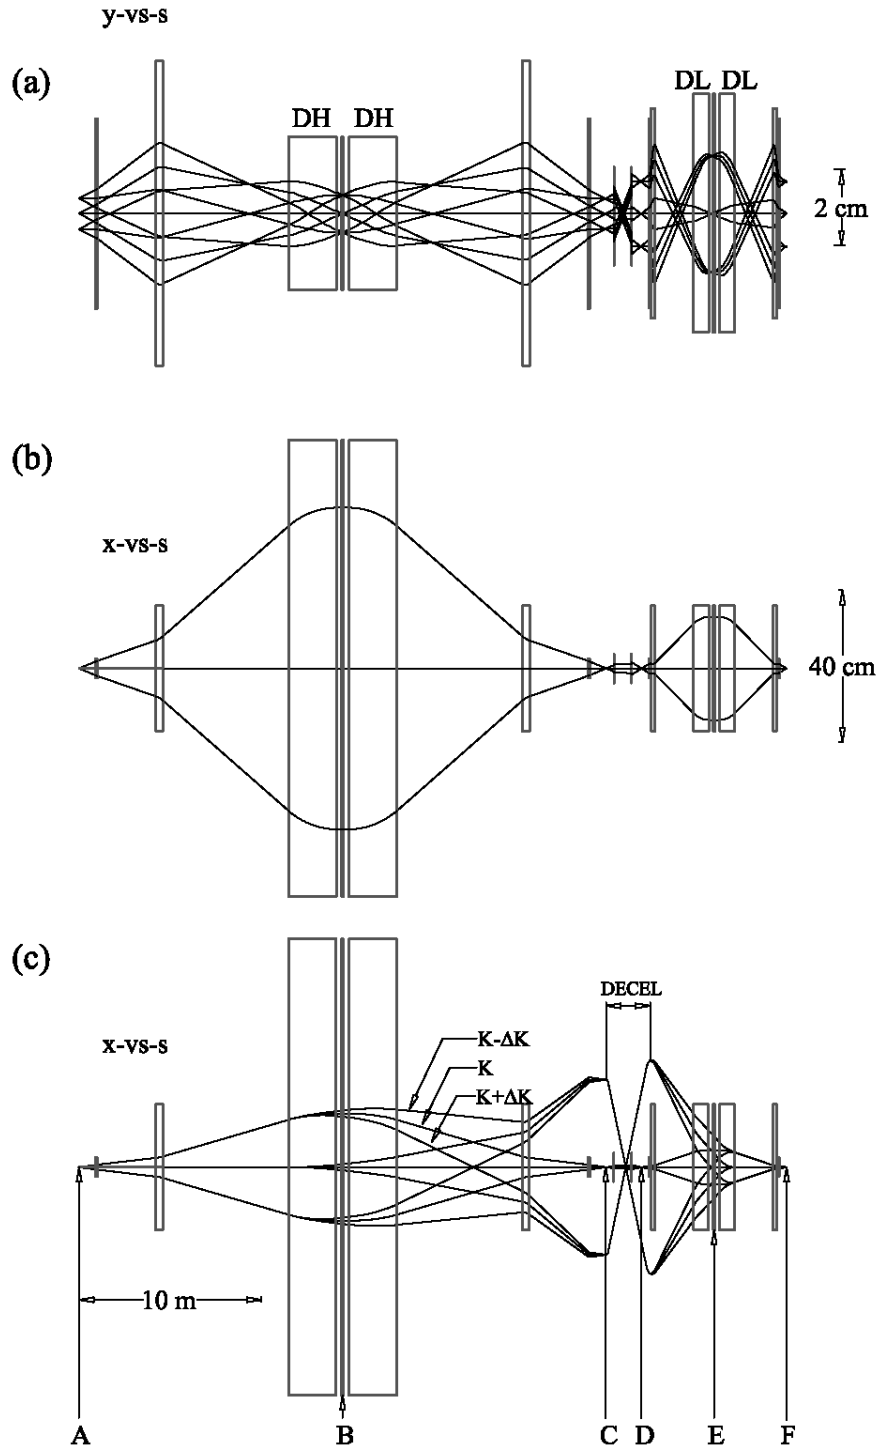 y-vs-s
(a)
DH DH
DL DL
2 cm
(b)
x-vs-s
40 cm
(c)
DECEL
x-vs-s
K-ΔK
K
K+ΔK
10 m
A B C D E F